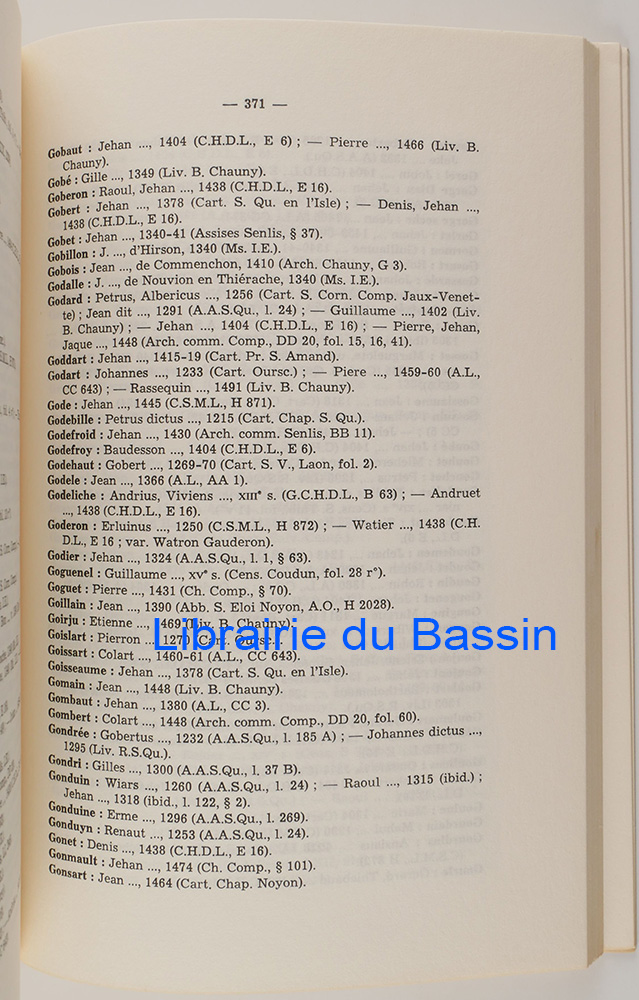 — 371 —
Gobaut : Jehan ..., 1404 (C.H.D.L., E 6) ; — Pierre ..., 1466 (Liv. B.
Chauny).
Gobé : Gille ..., 1349 (Liv. B. Chauny).
Goberon : Raoul, Jehan ..., 1438 (C.H.D.L., E 16).
Gobert : Jehan ..., 1378 (Cart. S. Qu. en l'Isle) ; — Denis, Jehan ...,
1438 (C.H.D.L., E 16).
Gobet : Jehan ..., 1340-41 (Assises Senlis, § 37).
Gobillon : J. ..., d'Hirson, 1340 (Ms. I.E.).
Gobois : Jean ..., de Commenchon, 1410 (Arch. Chauny, G 3).
Godalle : J. ..., de Nouvion en Thiérache, 1340 (Ms. I.E.).
Godard : Petrus, Albericus ..., 1256 (Cart. S. Corn. Comp. Jaux-Venet-
te) ; Jean dit ..., 1291 (A.A.S.Qu., l. 24) ; — Guillaume ..., 1402 (Liv.
B. Chauny) ; — Jehan ..., 1404 (C.H.D.L., E 16) ; — Pierre, Jehan,
Jaque ..., 1448 (Arch. comm. Comp., DD 20, fol. 15, 16, 41).
Goddart : Jehan ..., 1415-19 (Cart. Pr. S. Amand).
Godart : Johannes ..., 1233 (Cart. Oursc.) ; — Piere ..., 1459-60 (A.L.,
CC 643) ; — Rassequin ..., 1491 (Liv. B. Chauny).
Gode : Jehan ..., 1445 (C.S.M.L., H 871).
Godebille : Petrus dictus ..., 1215 (Cart. Chap. S. Qu.).
Godefroid : Jehan ..., 1430 (Arch. comm. Senlis, BB 11).
Godefroy : Baudesson ..., 1404 (C.H.D.L., E 6).
Godehaut : Gobert ..., 1269-70 (Cart. S. V., Laon, fol. 2).
Godele : Jean ..., 1366 (A.L., AA 1).
Godeliche : Andrius, Viviens ..., XIIIe s. (G.C.H.D.L., B 63) ; — Andruet
..., 1438 (C.H.D.L., E 16).
Goderon : Erluinus ..., 1250 (C.S.M.L., H 872) ; — Watier ..., 1438 (C.H.
D.L., E 16 ; var. Watron Gauderon).
Godier : Jehan ..., 1324 (A.A.S.Qu., l. 1, § 63).
Goguenel : Guillaume ..., XVe s. (Cens. Coudun, fol. 28 r°).
Goguet : Pierre ..., 1431 (Ch. Comp., § 70).
Goillain : Jean ..., 1390 (Abb. S. Eloi Noyon, A.O., H 2028).
Goirju : Etienne ..., 1469 (Liv. B. Chauny).
Librairie du Bassin
Goislart : Pierron ..., 1270 (Cart. Oursc.).
Goissart : Colart ..., 1460-61 (A.L., CC 643).
Goisseaume : Jehan ..., 1378 (Cart. S. Qu. en l'Isle).
Gomain : Jean ..., 1448 (Liv. B. Chauny).
Gombaut : Jehan ..., 1380 (A.L., CC 3).
Gombert : Colart ..., 1448 (Arch. comm. Comp., DD 20, fol. 60).
Gondrée : Gobertus ..., 1232 (A.A.S.Qu., l. 185 A) ; — Johannes dictus ...,
1295 (Liv. R.S.Qu.).
Gondri : Gilles ..., 1300 (A.A.S.Qu., l. 37 B).
Gonduin : Wiars ..., 1260 (A.A.S.Qu., l. 24) ; — Raoul ..., 1315 (ibid.) ;
Jehan ..., 1318 (ibid., l. 122, § 2).
Gonduine : Erme ..., 1296 (A.A.S.Qu., l. 269).
Gonduyn : Renaut ..., 1253 (A.A.S.Qu., l. 24).
Gonet : Denis ..., 1438 (C.H.D.L., E 16).
Gonmault : Jehan ..., 1474 (Ch. Comp., § 101).
Gonsart : Jean ..., 1464 (Cart. Chap. Noyon).